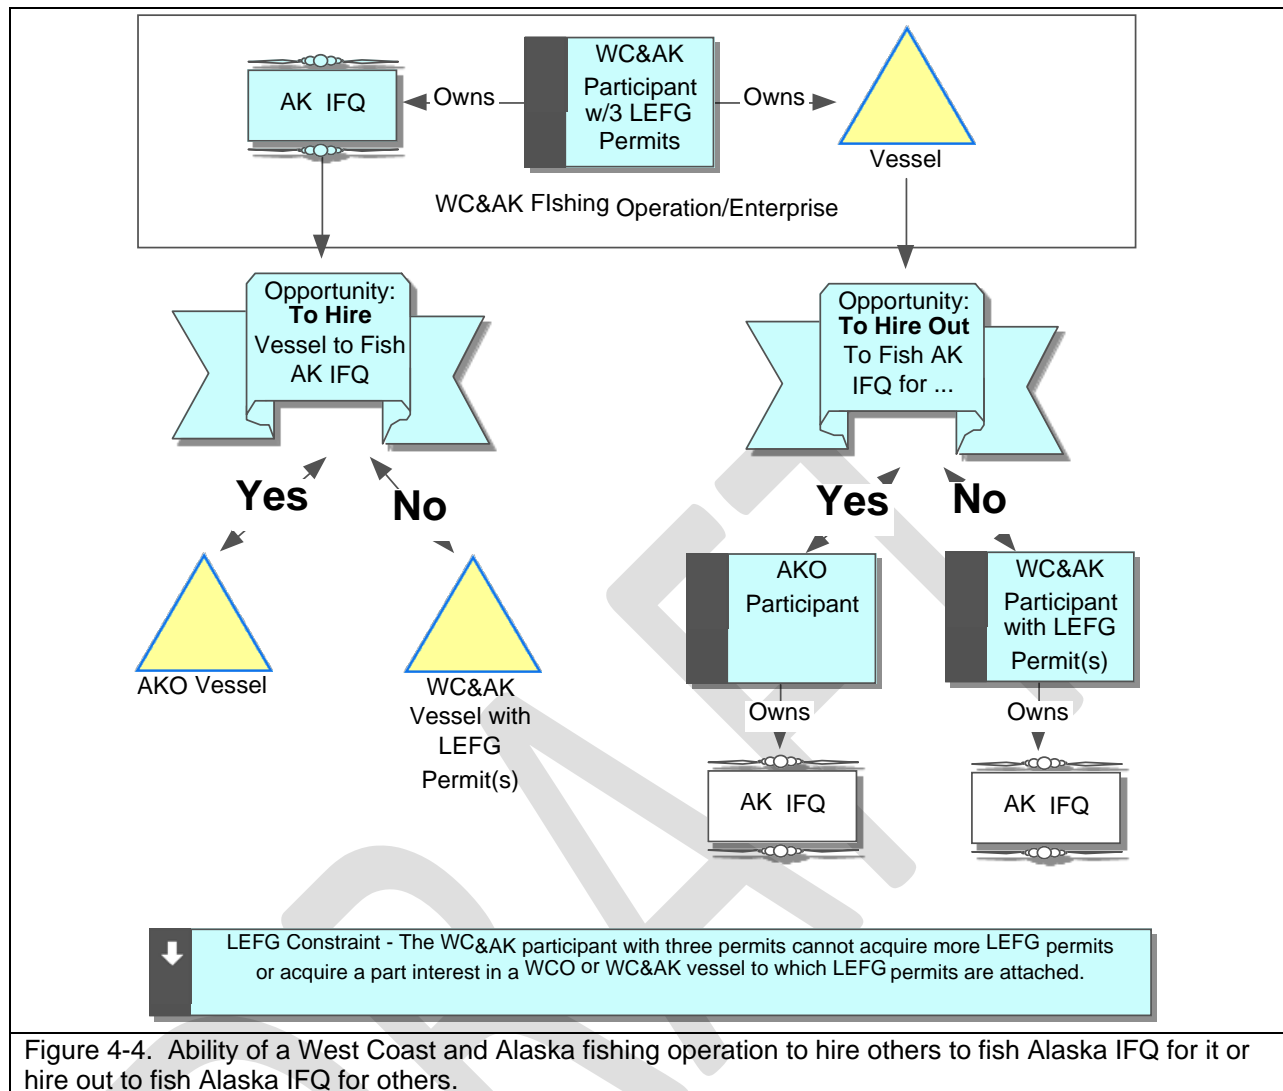 AK IFQ
Owns
WC&AK
Participant
w/3 LEFG
Permits
Owns
Vessel
WC&AK FIshing Operation/Enterprise
Opportunity:
To Hire
Vessel to Fish
AK IFQ
Opportunity:
To Hire Out
To Fish AK
IFQ for ...
Yes
No
Yes
No
AKO Vessel
WC&AK
Vessel with
LEFG
Permit(s)
AKO
Participant
WC&AK
Participant
with LEFG
Permit(s)
Owns
Owns
AK IFQ
AK IFQ
DRAFT
LEFG Constraint - The WC&AK participant with three permits cannot acquire more LEFG permits
or acquire a part interest in a WCO or WC&AK vessel to which LEFG permits are attached.
Figure 4-4. Ability of a West Coast and Alaska fishing operation to hire others to fish Alaska IFQ for it or
hire out to fish Alaska IFQ for others.